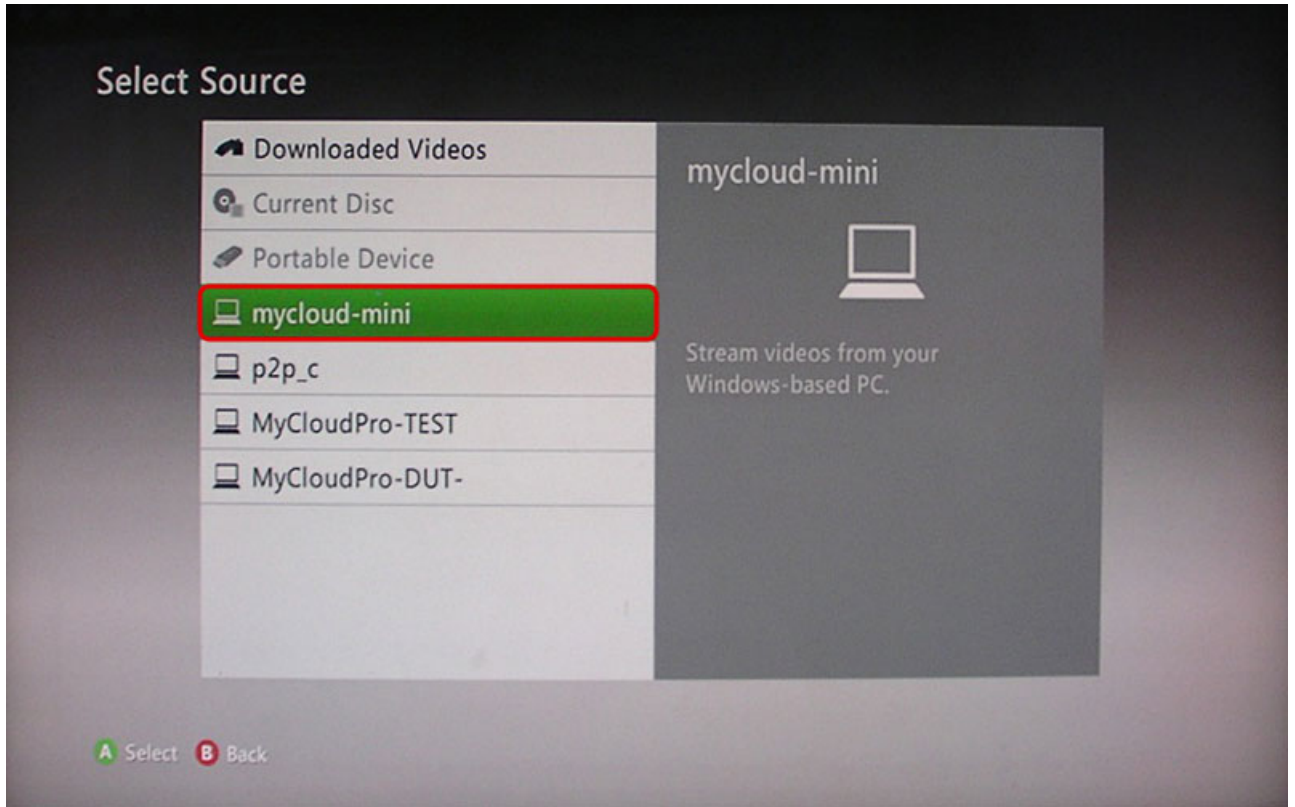 Select Source
Downloaded Videos
Current Disc
Portable Device
mycloud-mini
p2p_c
MyCloudPro-TEST
MyCloudPro-DUT-
mycloud-mini
Stream videos from your
Windows-based PC.
A Select B Back